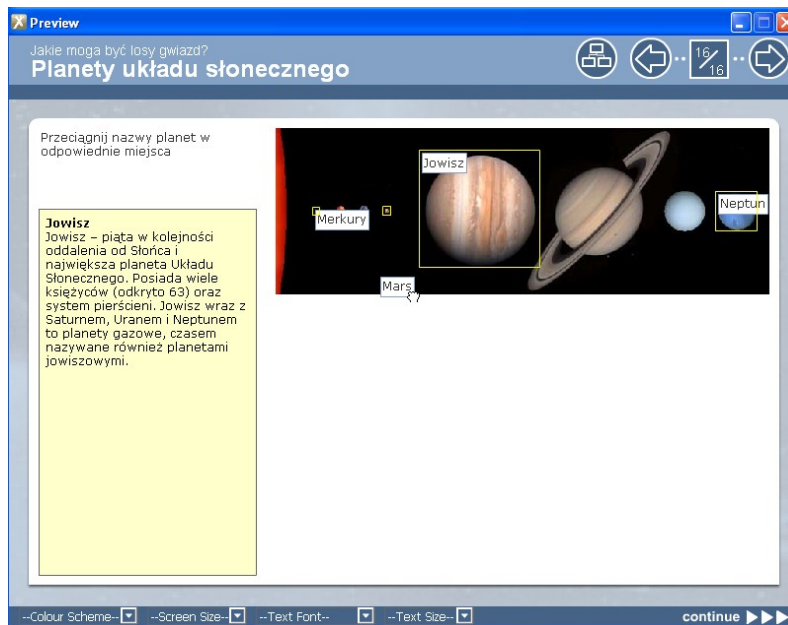 Preview
Jakie moga być losy gwiazd?
Planety układu słonecznego
16/16
Przeciągnij nazwy planet w
odpowiednie miejsca
Jowisz
Merkury
Neptun
Mars
Jowisz
Jowisz – piąta w kolejności
oddalenia od Słońca i
największa planeta Układu
Słonecznego. Posiada wiele
księżyców (odkryto 63) oraz
system pierścieni. Jowisz wraz z
Saturnem, Uranem i Neptunem
to planety gazowe, czasem
nazywane również planetami
jowiszowymi.
--Colour Scheme-- --Screen Size-- --Text Font-- --Text Size-- continue